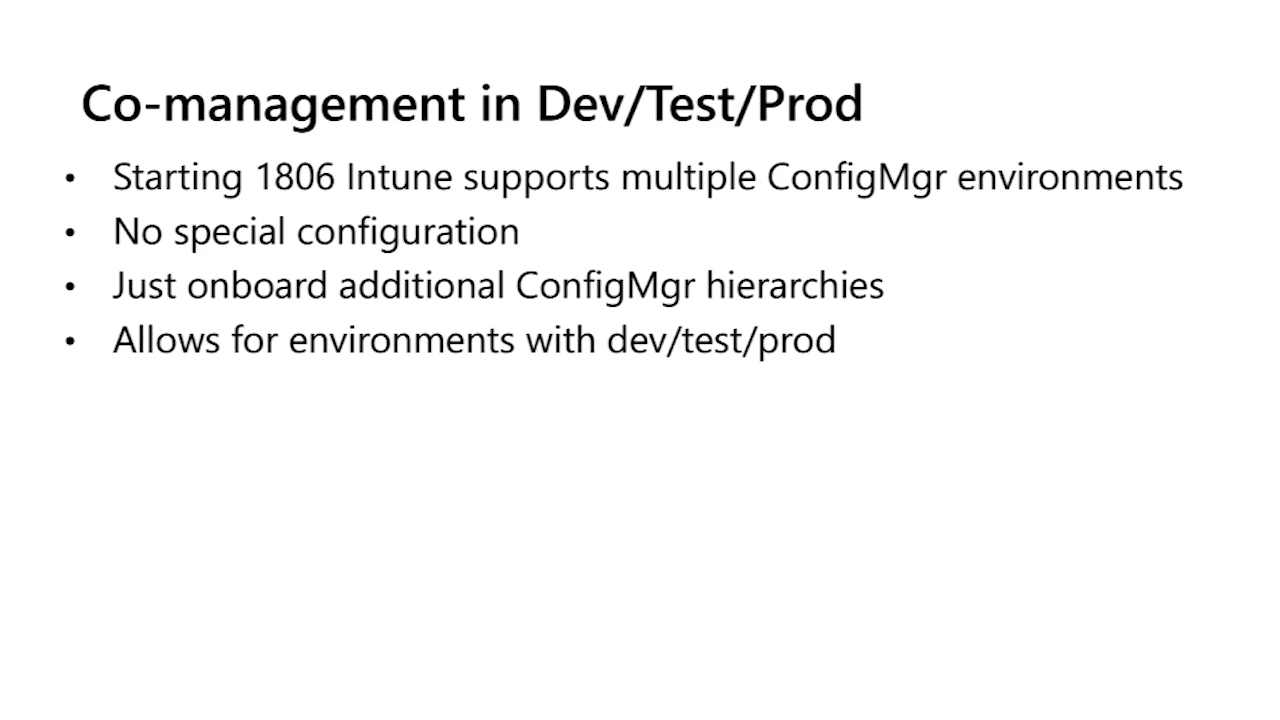 Co-management in Dev/Test/Prod
• Starting 1806 Intune supports multiple ConfigMgr environments
• No special configuration
• Just onboard additional ConfigMgr hierarchies
• Allows for environments with dev/test/prod